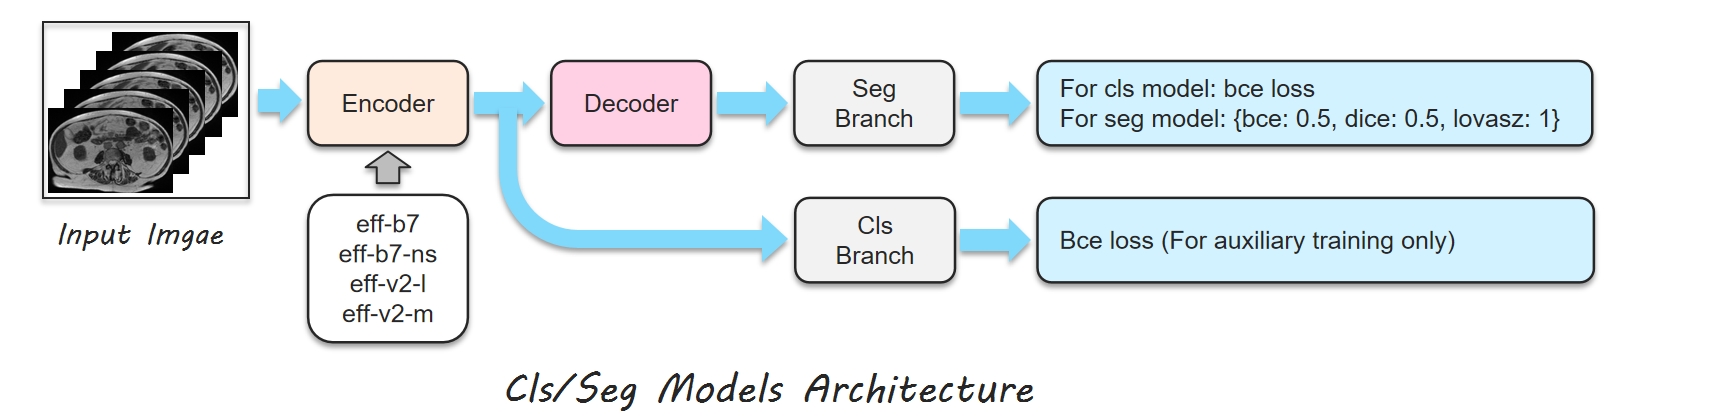 Input Imgae
Encoder
eff-b7
eff-b7-ns
eff-v2-l
eff-v2-m
Decoder
Seg
Branch
For cls model: bce loss
For seg model: {bce: 0.5, dice: 0.5, lovasz: 1}
Cls
Branch
Bce loss (For auxiliary training only)
Cls/Seg Models Architecture